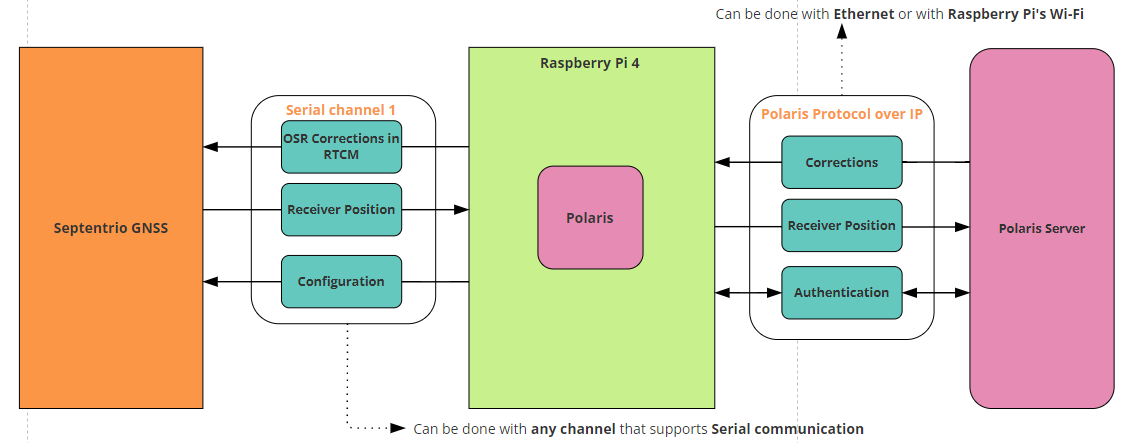 Can be done with Ethernet or with Raspberry Pi's Wi-Fi
Raspberry Pi 4
Serial channel 1
Polaris Protocol over IP
OSR Corrections in
RTCM
Corrections
Receiver Position
Polaris
Receiver Position
Septentrio GNSS
Polaris Server
Configuration
Authentication
Can be done with any channel that supports Serial communication